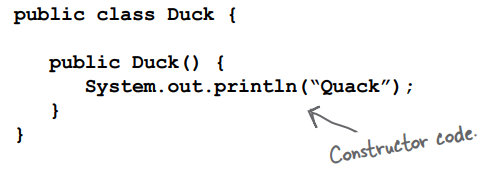 public class Duck {
public Duck() {
System.out.println(“Quack”);
}
}
Constructor code.